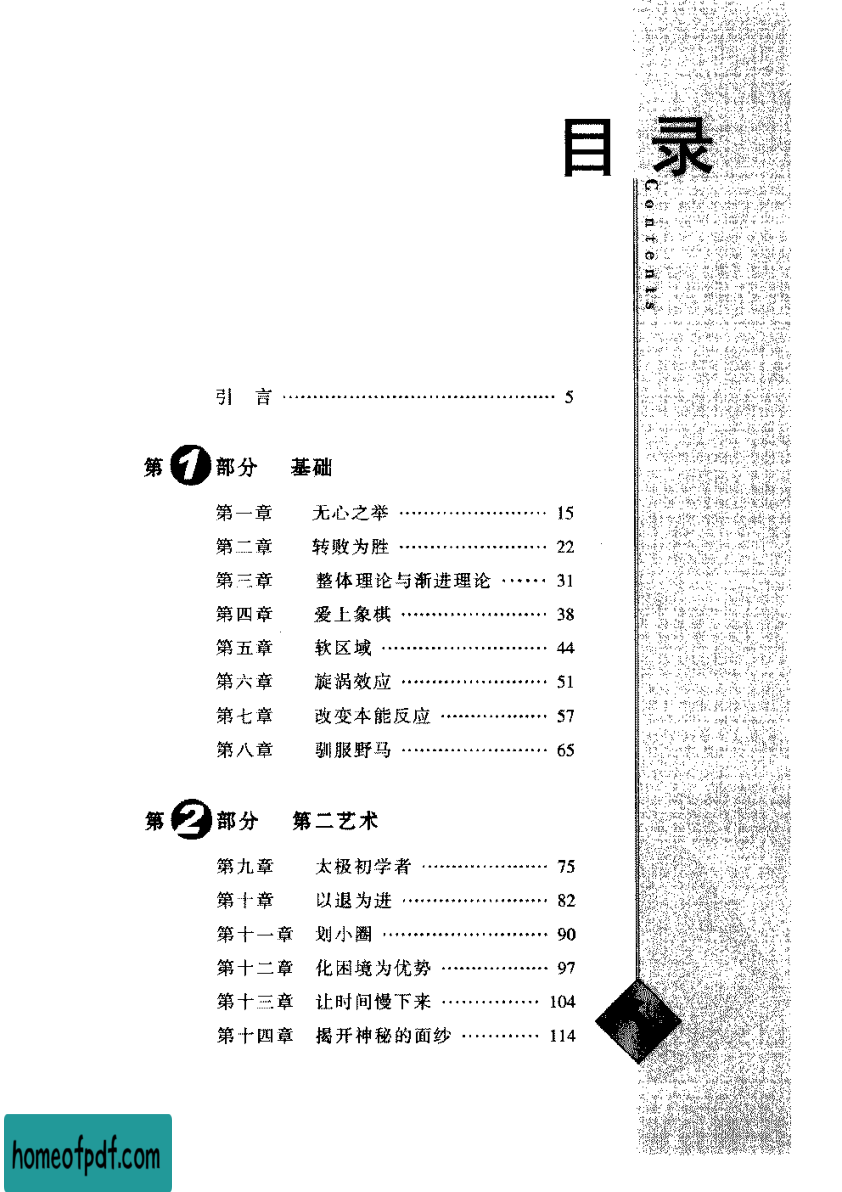 目录
Contents
引 言 ………………………………… 5
第1部分 基础
第一章 无心之举 …………………… 15
第二章 转败为胜 …………………… 22
第三章 整体理论与渐进理论 …… 31
第四章 爱上象棋 …………………… 38
第五章 软区域 ……………………… 44
第六章 旋涡效应 …………………… 51
第七章 改变本能反应 ……………… 57
第八章 驯服野马 …………………… 65
第2部分 第二艺术
第九章 太极初学者 ………………… 75
第十章 以退为进 …………………… 82
第十一章 划小圈 …………………… 90
第十二章 化困境为优势 …………… 97
第十三章 让时间慢下来 …………… 104
第十四章 揭开神秘的面纱 ………… 114
homeofpdf.com